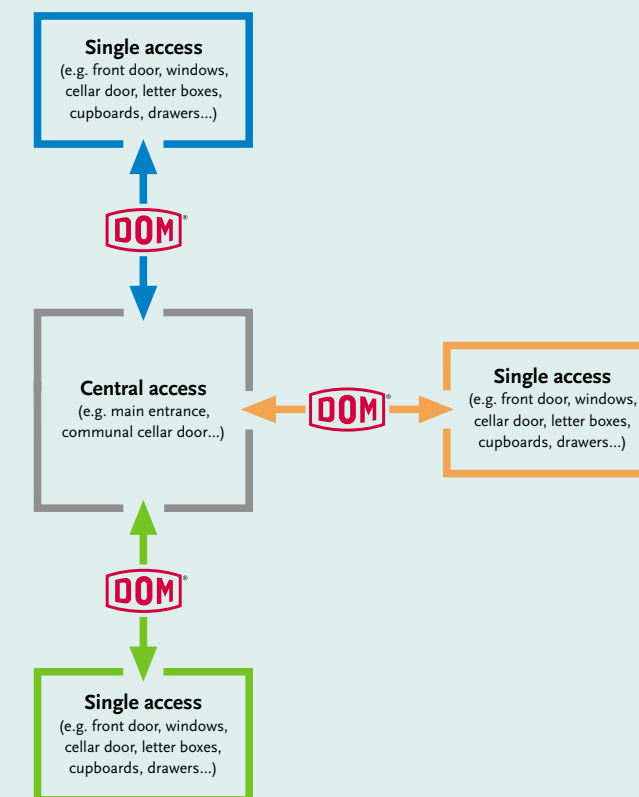 Single access
(e.g. front door, windows,
cellar door, letter boxes,
cupboards, drawers...)
DOM®
Central access
(e.g. main entrance,
communal cellar door...)
DOM®
Single access
(e.g. front door, windows,
cellar door, letter boxes,
cupboards, drawers...)
DOM®
Single access
(e.g. front door, windows,
cellar door, letter boxes,
cupboards, drawers...)